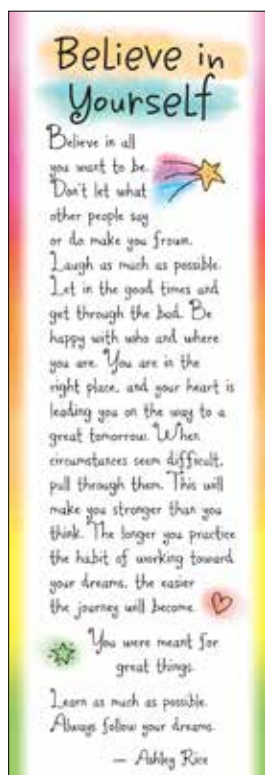 Believe in
Yourself
Believe in all
you want to be.
Don't let what
other people say
or do make you frown.
Laugh as much as possible.
Let in the good times and
get through the bad. Be
happy with who and where
you are. You are in the
right place, and your heart is
leading you on the way to a
great tomorrow. When
circumstances seem difficult,
pull through them. This will
make you stronger than you
think. The longer you practice
the habit of working toward
your dreams, the easier
the journey will become.
You were meant for
great things.
Learn as much as possible.
Always follow your dreams.
— Ashley Rice